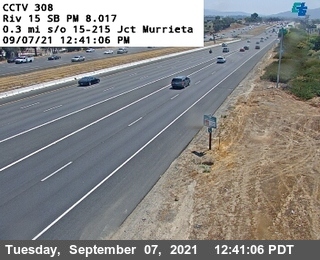 CCTV 308
Riv 15 SB PM 8.017
0.3 mi s/o 15-215 Jct Murrieta
09/07/21 12:41:06 PM
Tuesday, September 07, 2021 12:41:06 PDT